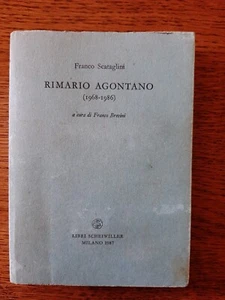 Franco Scataglini
RIMARIO AGONTANO
(1968-1986)
a cura di Franco Brevini
LIBRI SCHEIWILLER
MILANO 1987